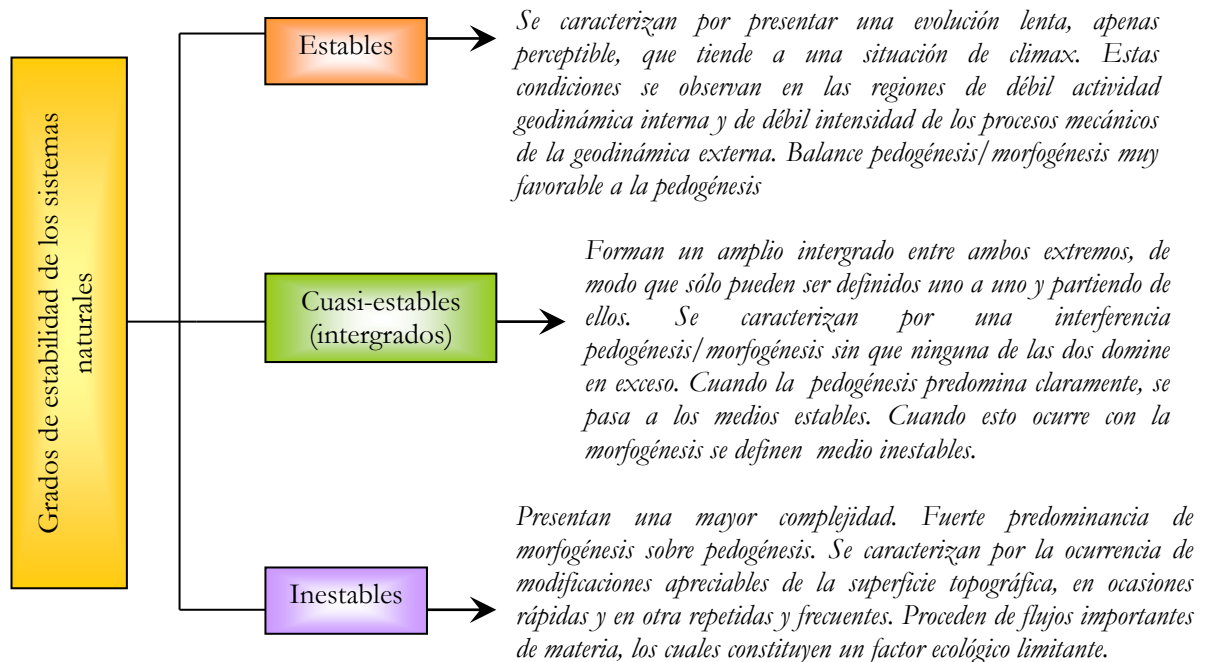 Grados de estabilidad de los sistemas
naturales
Estables
Se caracterizan por presentar una evolución lenta, apenas
perceptible, que tiende a una situación de climax. Estas
condiciones se observan en las regiones de débil actividad
geodinámica interna y de débil intensidad de los procesos mecánicos
de la geodinámica externa. Balance pedogénesis/morfogénesis muy
favorable a la pedogénesis
Cuasi-estables
(intergrados)
Forman un amplio intergrado entre ambos extremos, de
modo que sólo pueden ser definidos uno a uno y partiendo de
ellos. Se caracterizan por una interferencia
pedogénesis/morfogénesis sin que ninguna de las dos domine
en exceso. Cuando la pedogénesis predomina claramente, se
pasa a los medios estables. Cuando esto ocurre con la
morfogénesis se definen medio inestables.
Inestables
Presentan una mayor complejidad. Fuerte predominancia de
morfogénesis sobre pedogénesis. Se caracterizan por la ocurrencia de
modificaciones apreciables de la superficie topográfica, en ocasiones
rápidas y en otra repetidas y frecuentes. Proceden de flujos importantes
de materia, los cuales constituyen un factor ecológico limitante.